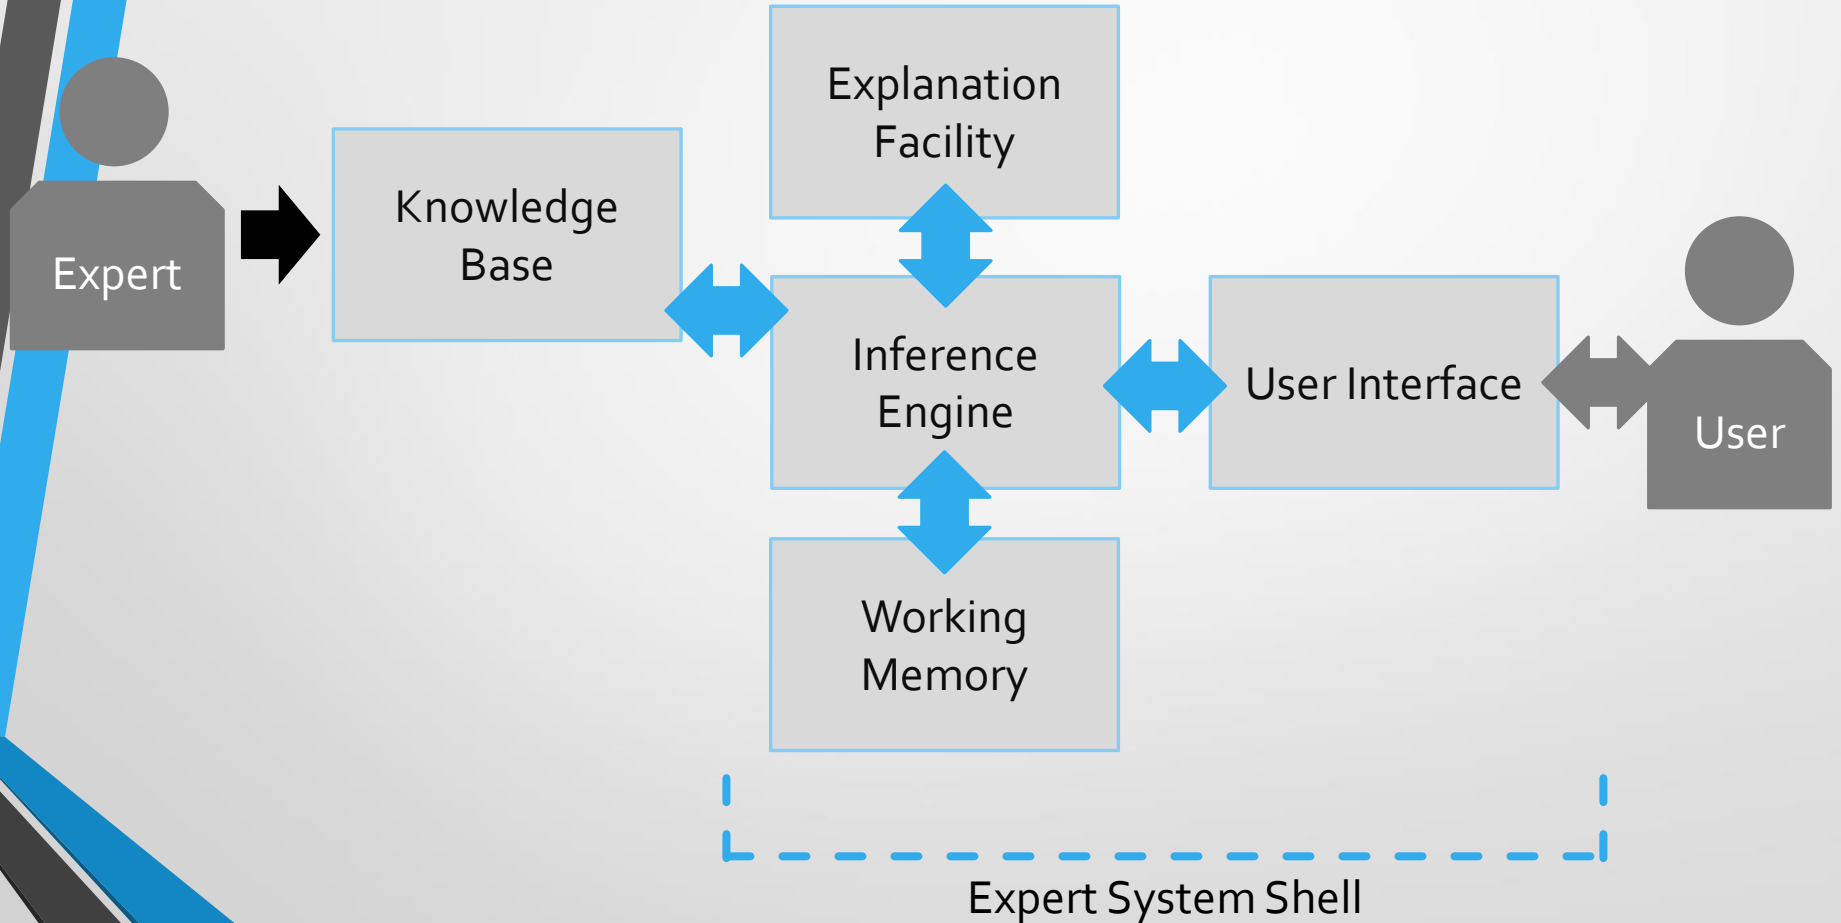 Expert
Knowledge
Base
Explanation
Facility
Inference
Engine
User Interface
User
Working
Memory
Expert System Shell